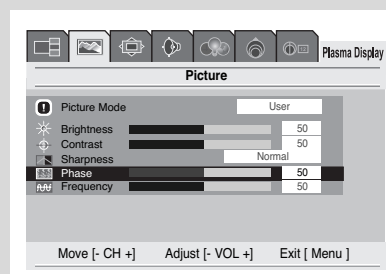 Plasma Display
Picture
Picture Mode User
Brightness 50
Contrast 50
Sharpness Normal
Phase 50
Frequency 50
Move [- CH +] Adjust [- VOL +] Exit [ Menu ]